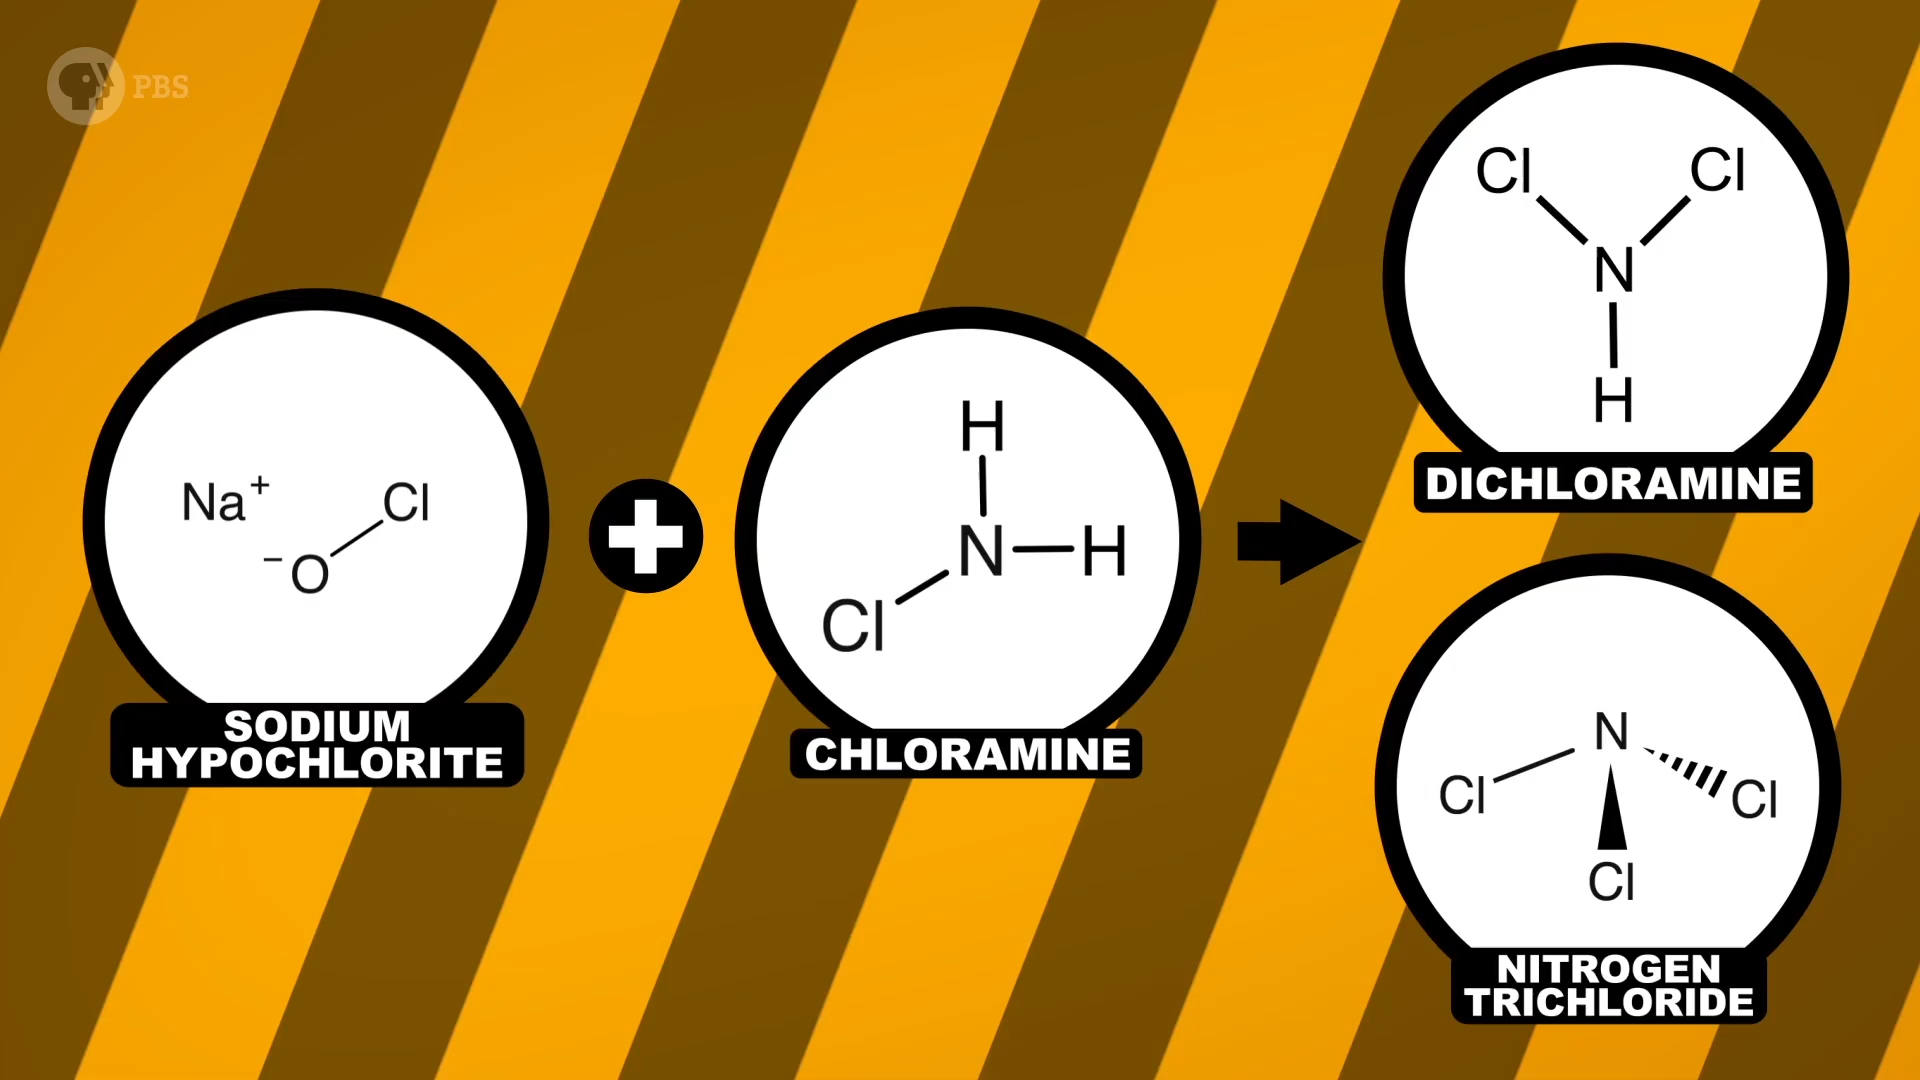 PBS
Na+
Cl
−O
SODIUM
HYPOCHLORITE
H
N
H
Cl
CHLORAMINE
Cl
Cl
N
H
DICHLORAMINE
N
Cl
Cl
Cl
NITROGEN
TRICHLORIDE